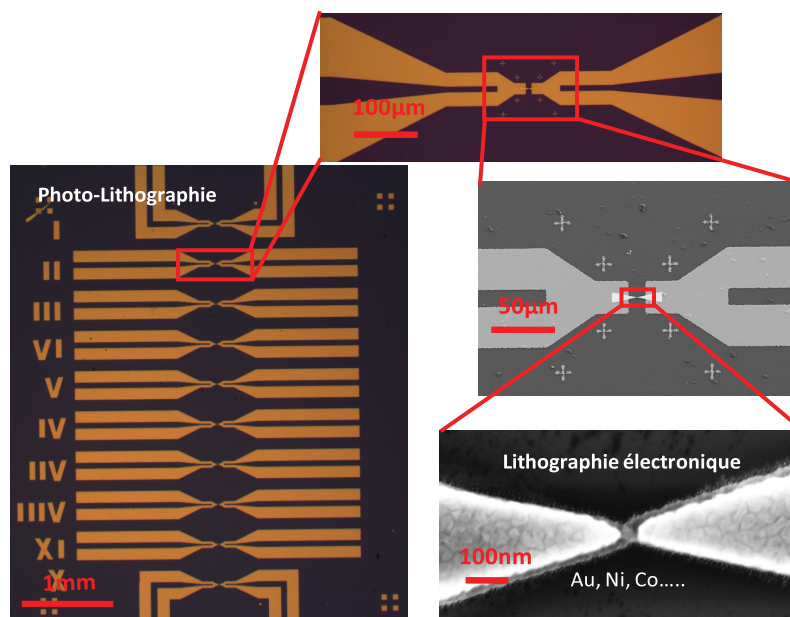 100µm
Photo-Lithographie
I
II
III
VI
V
IV
IIV
IIIV
XI
X
1mm
50µm
Lithographie électronique
100nm
Au, Ni, Co.....